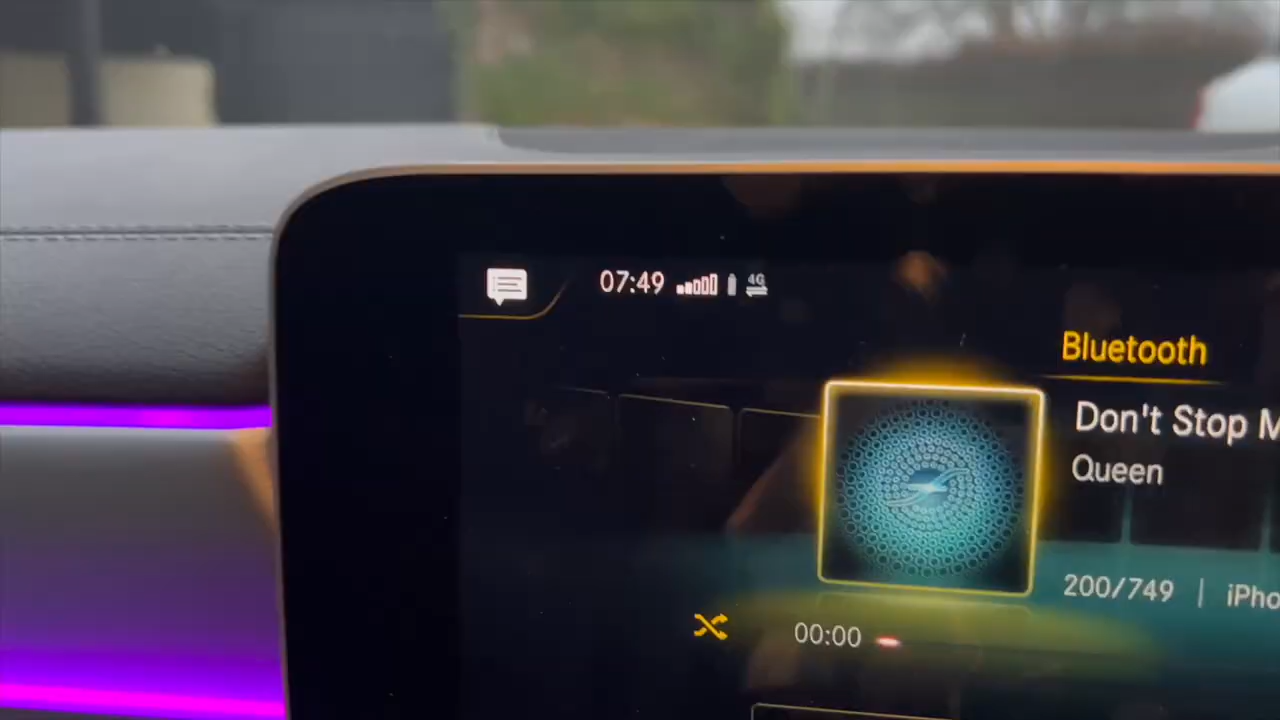 07:49 4G
Bluetooth
Don't Stop M
Queen
200/749 | iPho
00:00